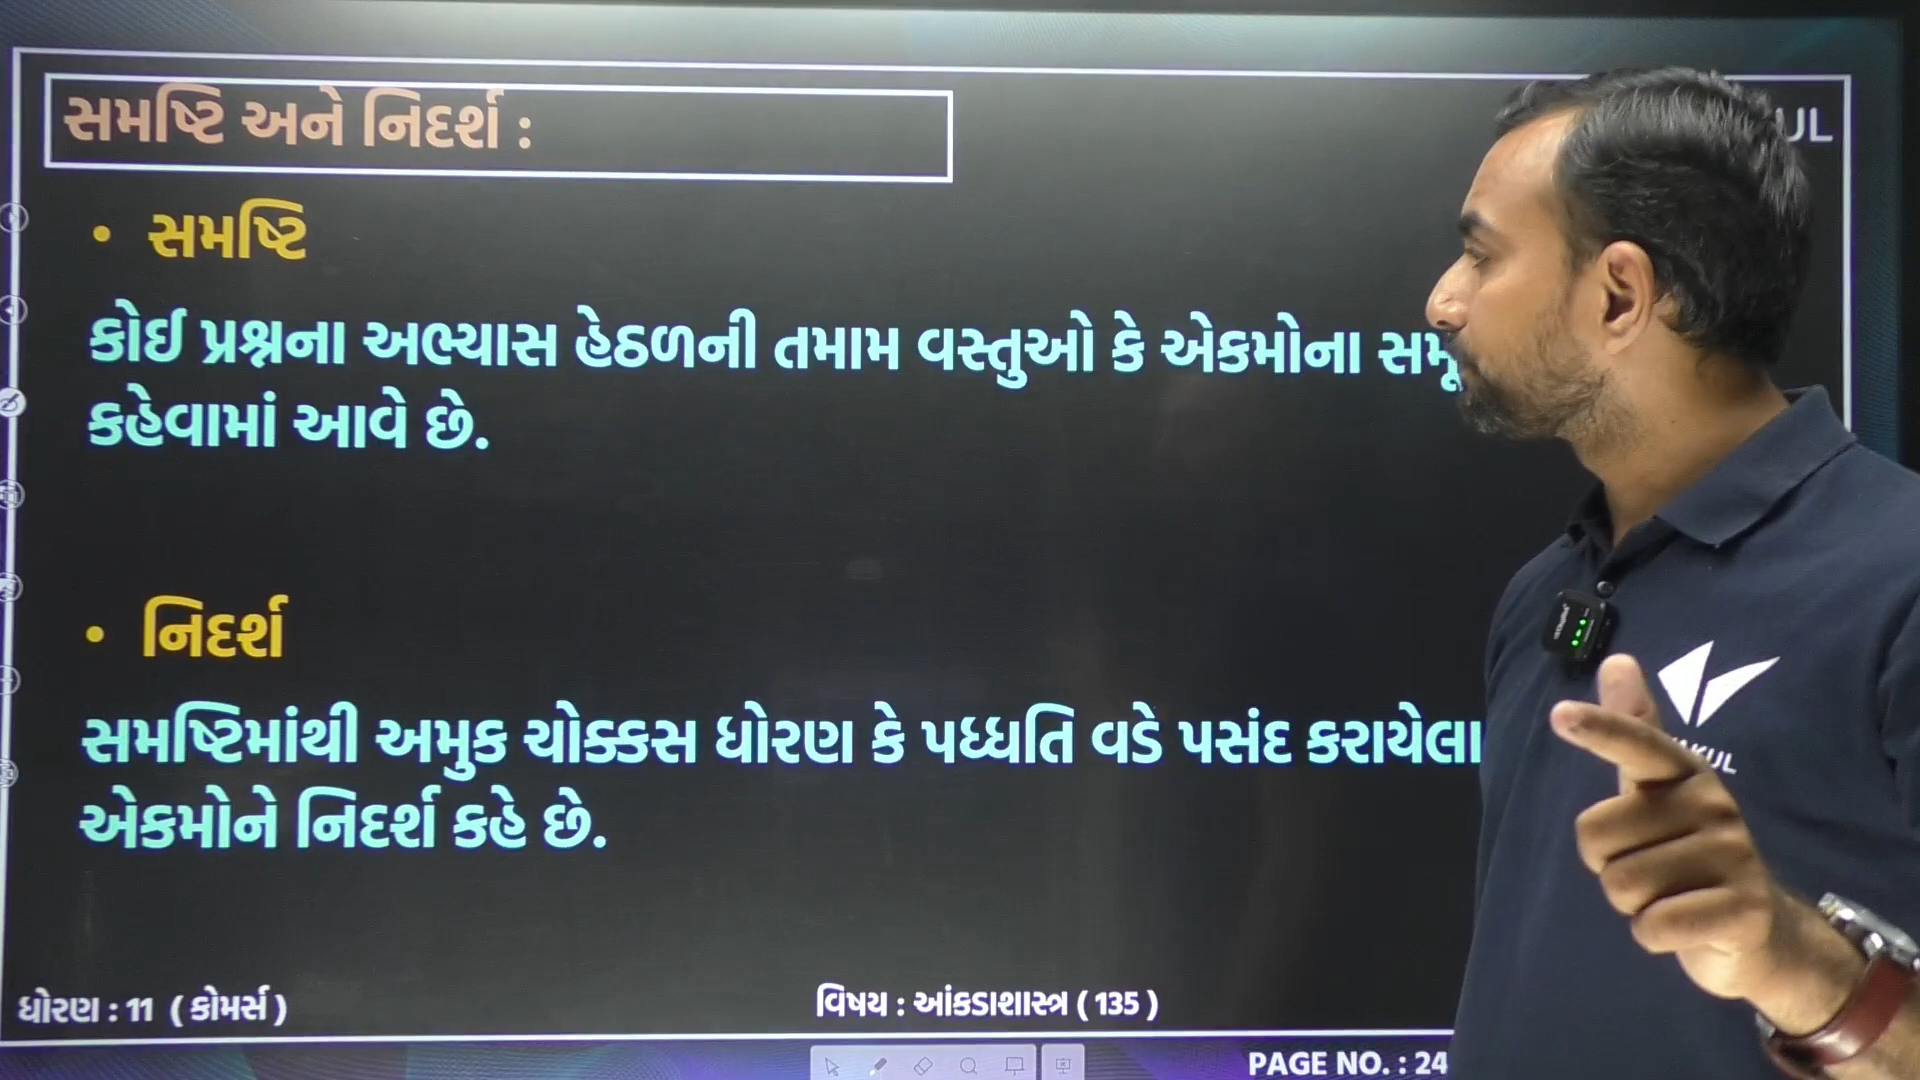 સમષ્ટિ અને નિદર્શ :
• સમષ્ટિ
કોઈ પ્રશ્નના અભ્યાસ હેઠળની તમામ વસ્તુઓ કે એકમોના
કહેવામાં આવે છે.
• નિદર્શ
સમષ્ટિમાંથી અમુક ચોક્કસ ધોરણ કે પધ્ધતિ વડે પસંદ કરાયેલા
એકમોને નિદર્શ કહે છે.
ધોરણ : 11 ( કોમર્સ )
વિષય : આંકડાશાસ્ત્ર ( 135 )
PAGE NO. : 24